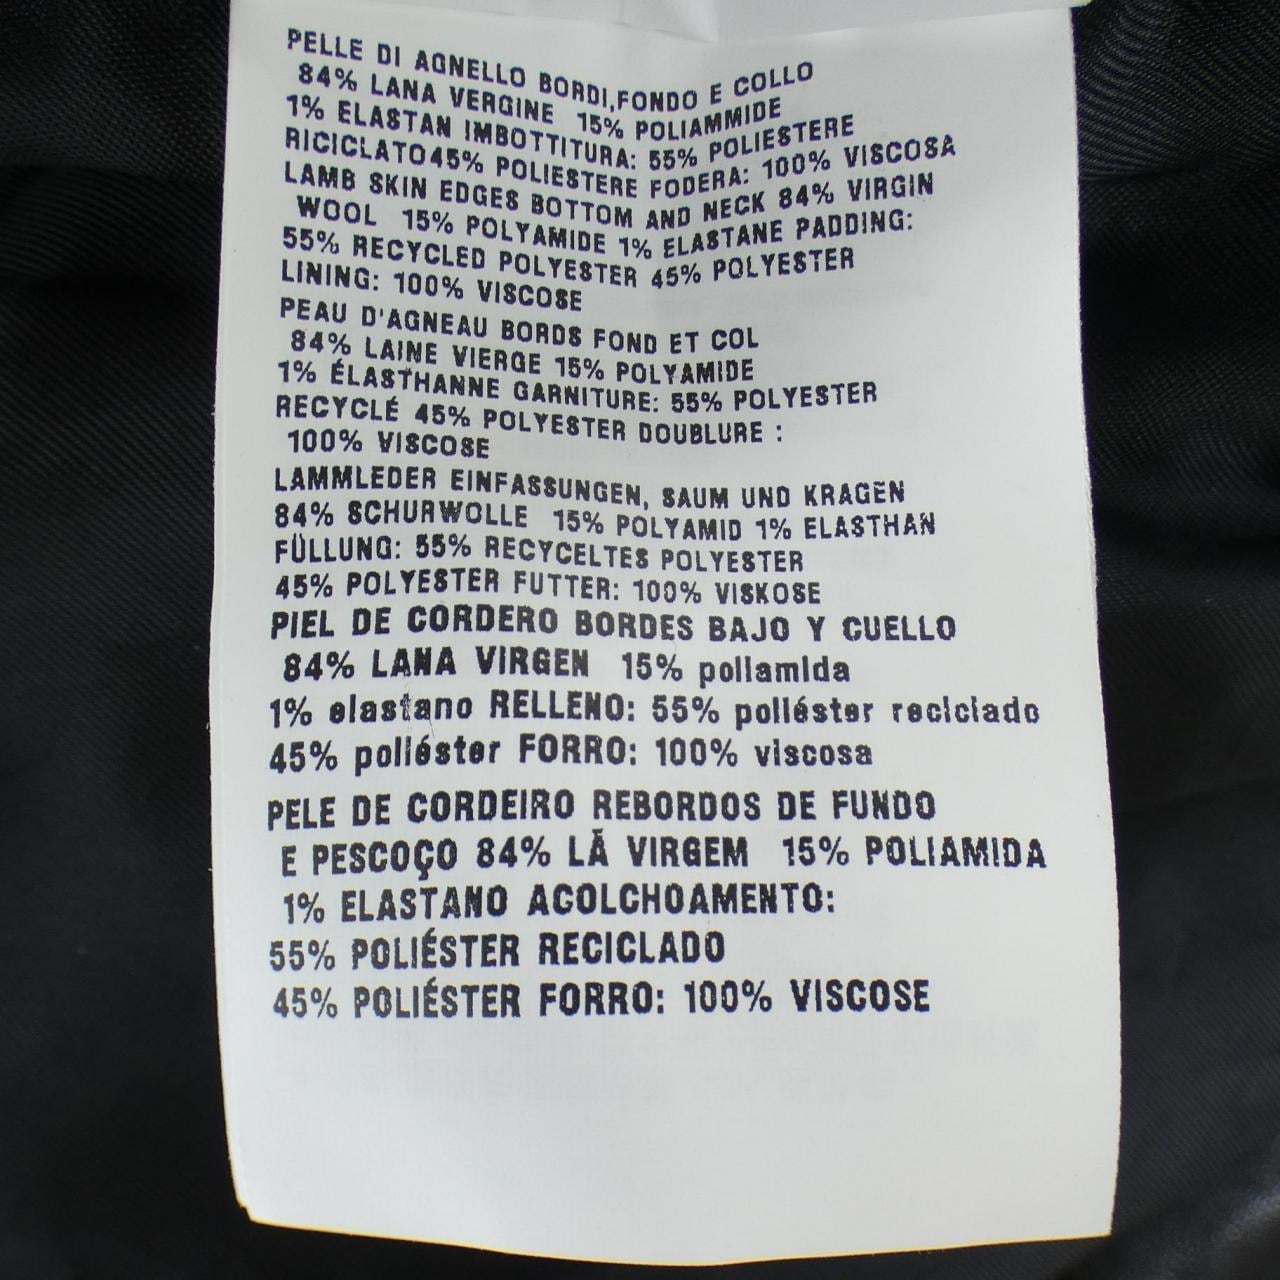 PELLE DI AGNELLO BORDI,FONDO E COLLO
84% LANA VERGINE 15% POLIAMMIDE
1% ELASTAN IMBOTTITURA: 55% POLIESTERE
RICICLATO45% POLIESTERE FODERA: 100% VISCOSA
LAMB SKIN EDGES BOTTOM AND NECK 84% VIRGIN
WOOL 15% POLYAMIDE 1% ELASTANE PADDING:
55% RECYCLED POLYESTER 45% POLYESTER
LINING: 100% VISCOSE
PEAU D'AGNEAU BORDS FOND ET COL
84% LAINE VIERGE 15% POLYAMIDE
1% ÉLASTHANNE GARNITURE: 55% POLYESTER
RECYCLÉ 45% POLYESTER DOUBLURE :
100% VISCOSE
LAMMLEDER EINFASSUNGEN, SAUM UND KRAGEN
84% SCHURWOLLE 15% POLYAMID 1% ELASTHAN
FÜLLUNG: 55% RECYCELTES POLYESTER
45% POLYESTER FUTTER: 100% VISKOSE
PIEL DE CORDERO BORDES BAJO Y CUELLO
84% LANA VIRGEN 15% poliamida
1% elastano RELLENO: 55% poliéster reciclado
45% poliéster FORRO: 100% viscosa
PELE DE CORDEIRO REBORDOS DE FUNDO
E PESCOÇO 84% LÃ VIRGEM 15% POLIAMIDA
1% ELASTANO ACOLCHOAMENTO:
55% POLIÉSTER RECICLADO
45% POLIÉSTER FORRO: 100% VISCOSE